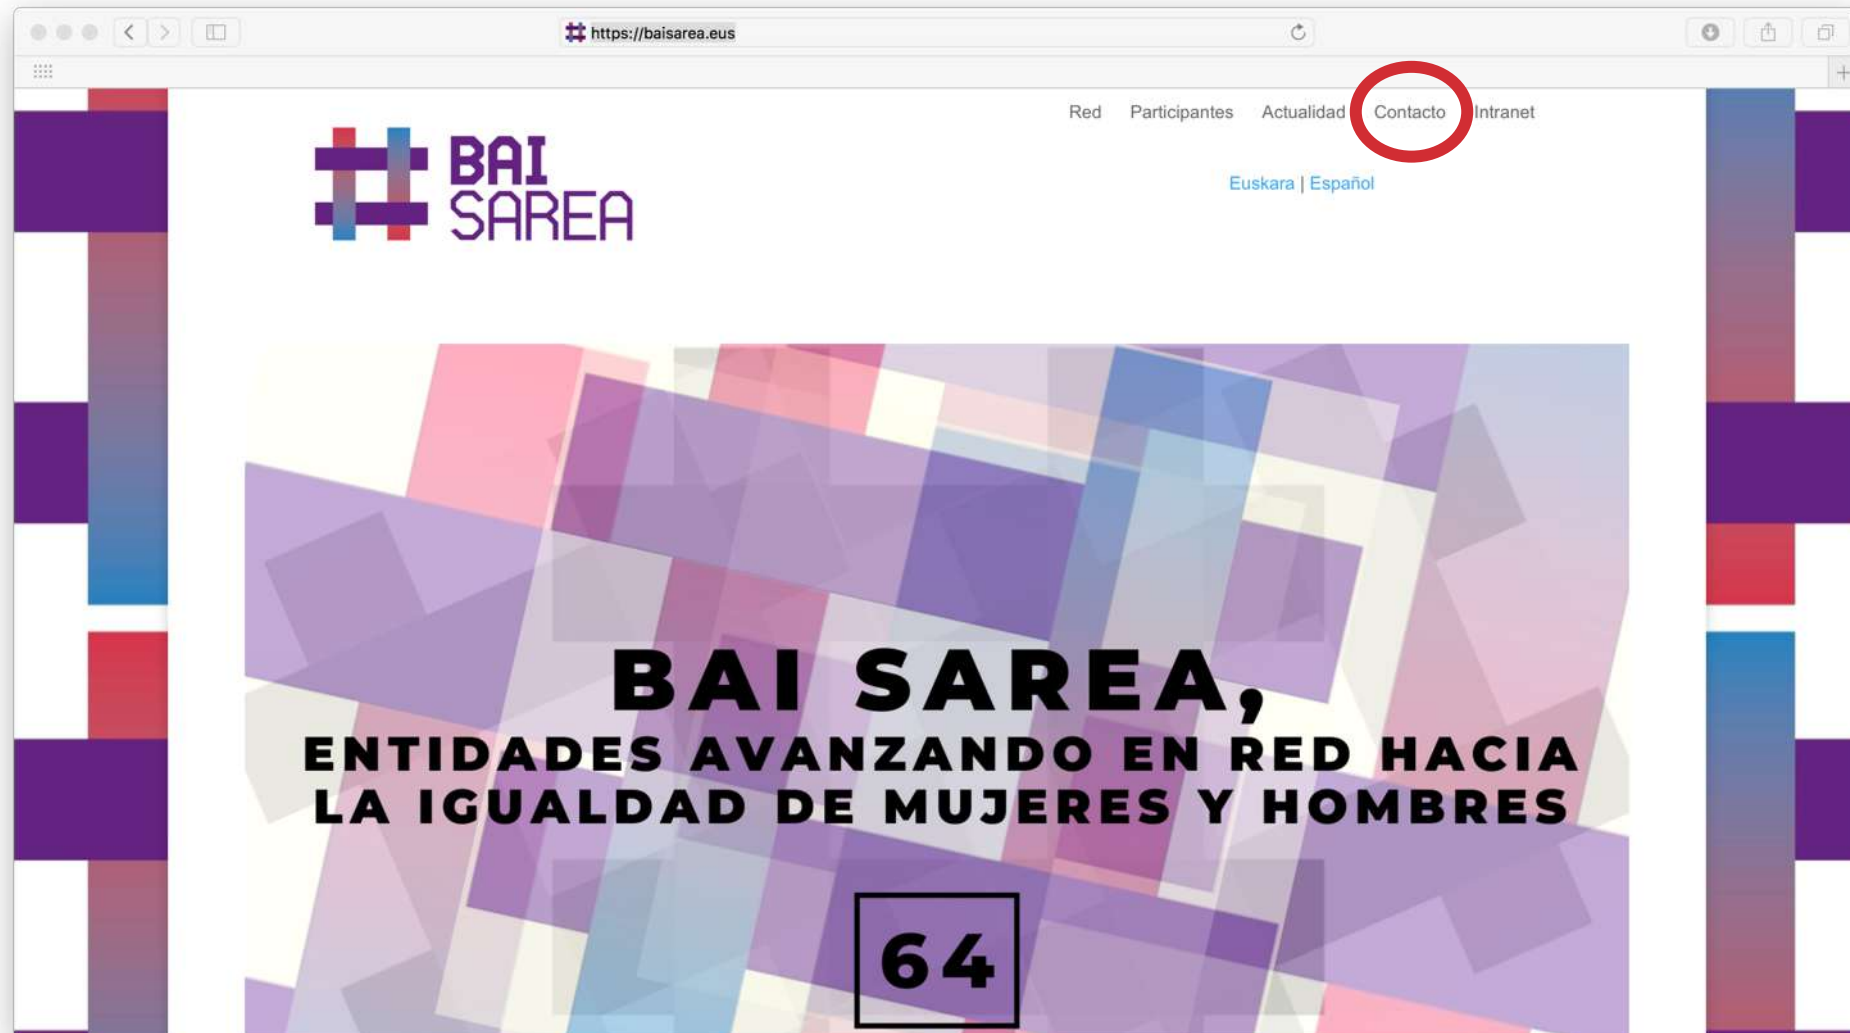 https://baisarea.eus
Red Participantes Actualidad Contacto Intranet
BAI
SAREA
Euskara | Español
BAI SAREA,
ENTIDADES AVANZANDO EN RED HACIA
LA IGUALDAD DE MUJERES Y HOMBRES
64